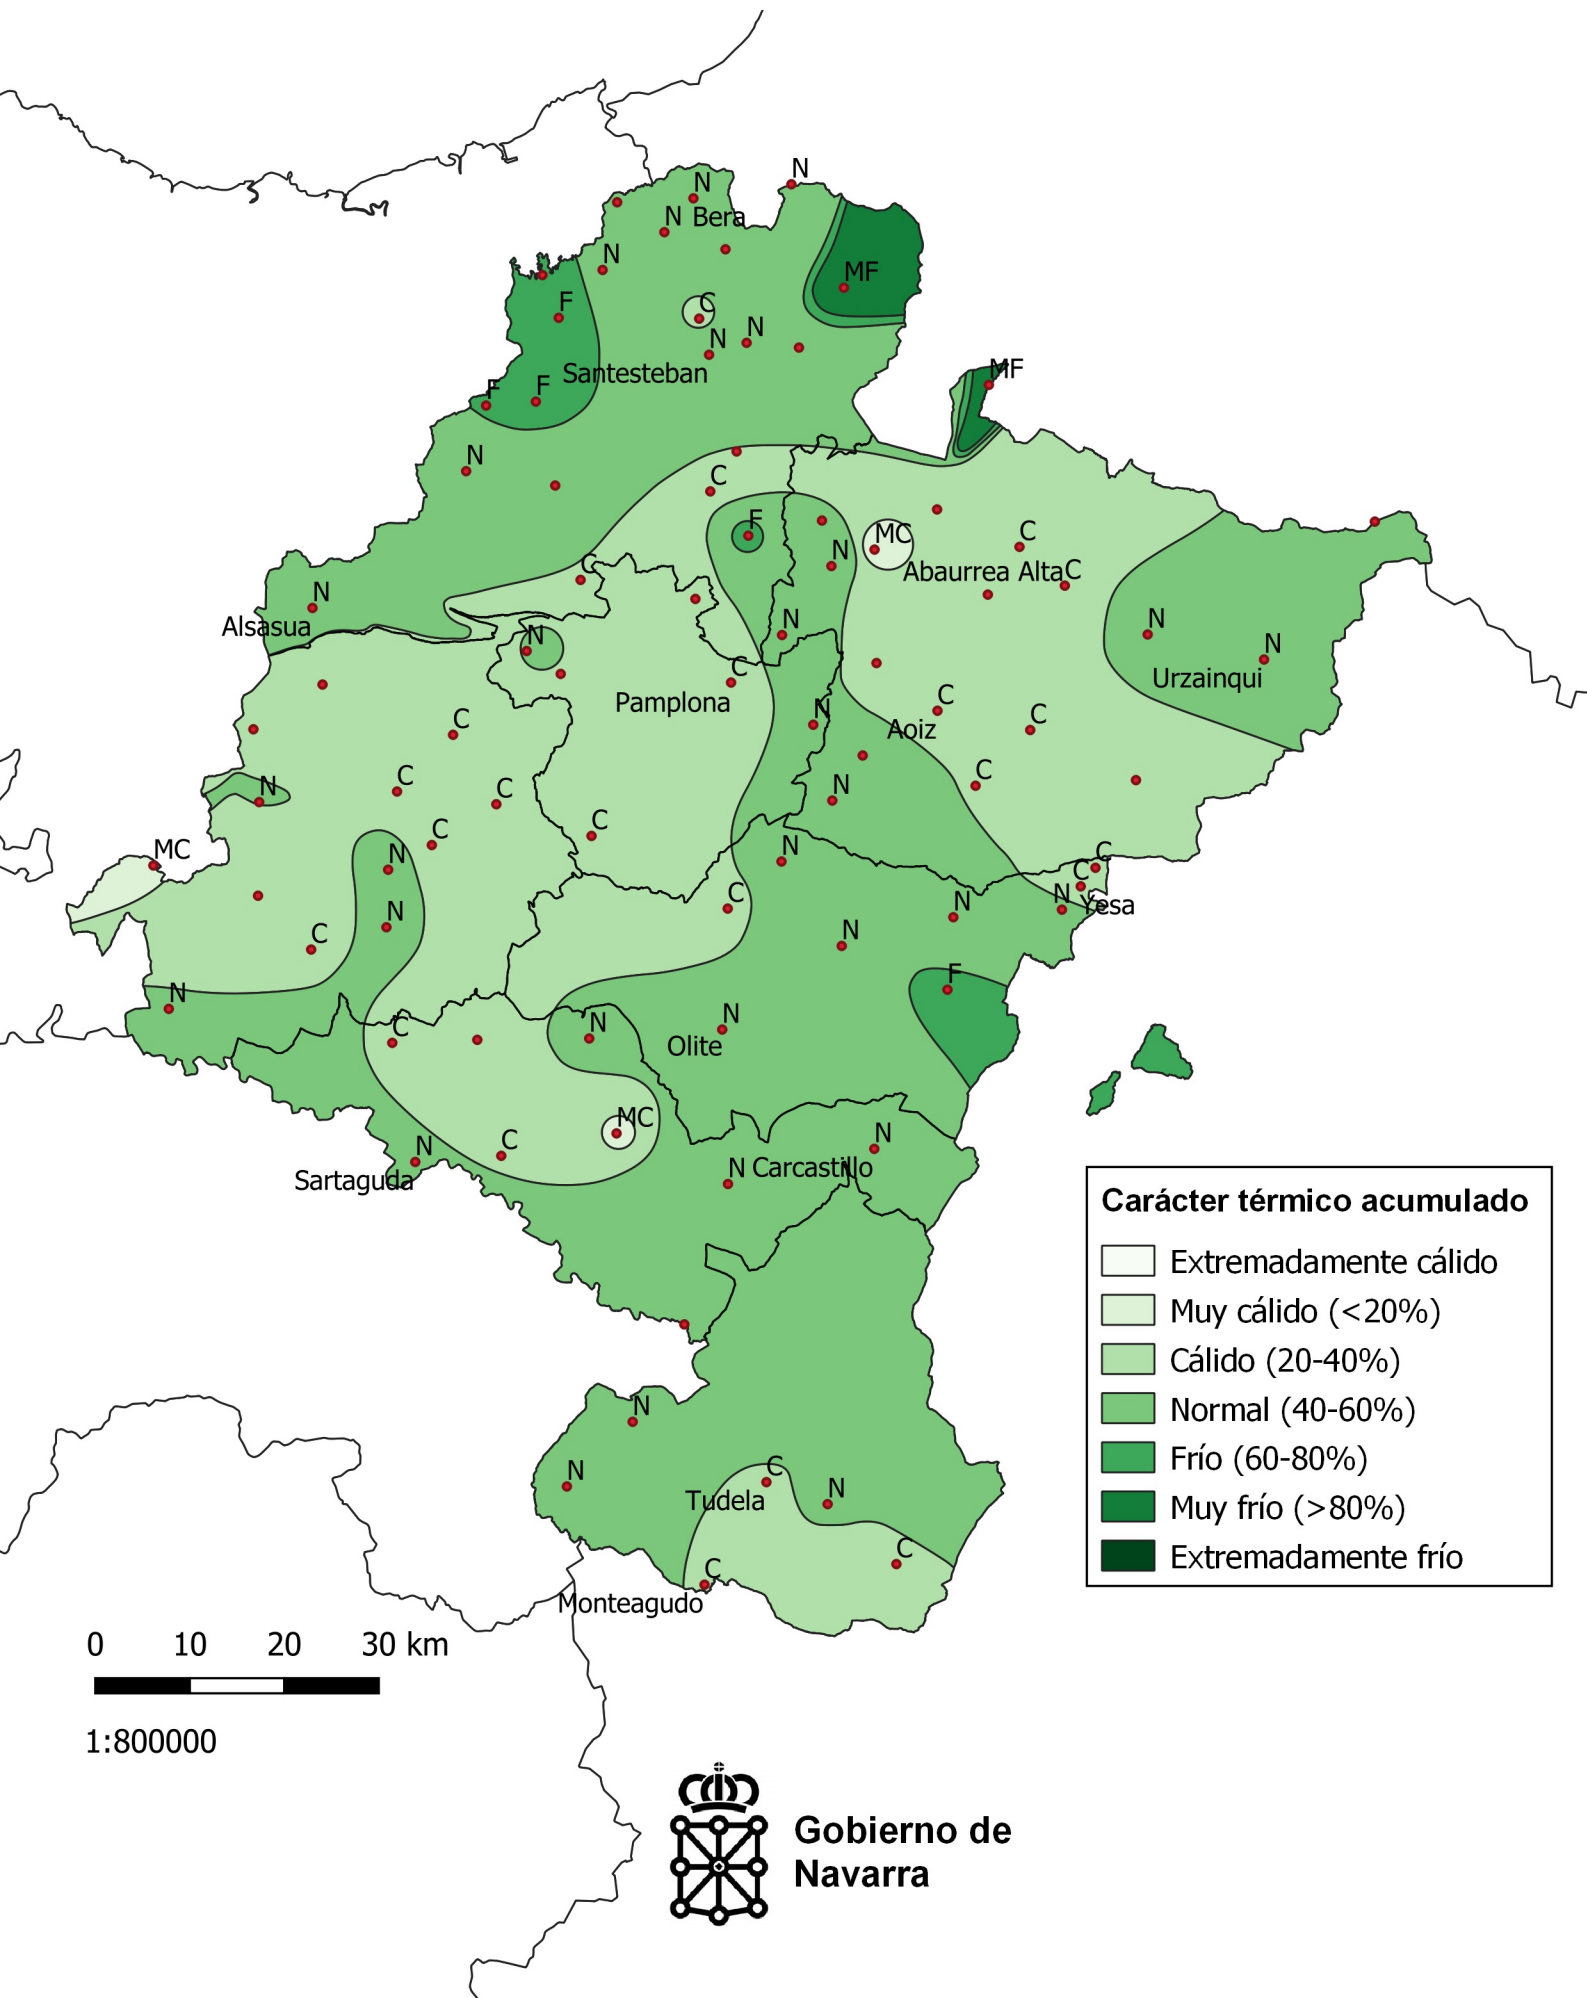 N
N
N Bera
N
MF
F
C
N
N
MF
Santesteban
F
F
N
C
F
MC
C
N
Abaurrea Alta
C
C
N
Alsasua
N
N
N
N
Urzainqui
C
Pamplona
C
N
Aoiz
C
C
C
C
C
N
C
N
C
C
MC
N
N
C
C
C
N
Yesa
C
N
N
N
C
F
N
C
N
N
Olite
MC
C
N
Sartaguda
N
N Carcastillo
N
N
C
Tudela
N
C
C
Monteagudo
Carácter térmico acumulado
Extremadamente cálido
Muy cálido (<20%)
Cálido (20-40%)
Normal (40-60%)
Frío (60-80%)
Muy frío (>80%)
Extremadamente frío
0 10 20 30 km
1:800000
Gobierno de
Navarra